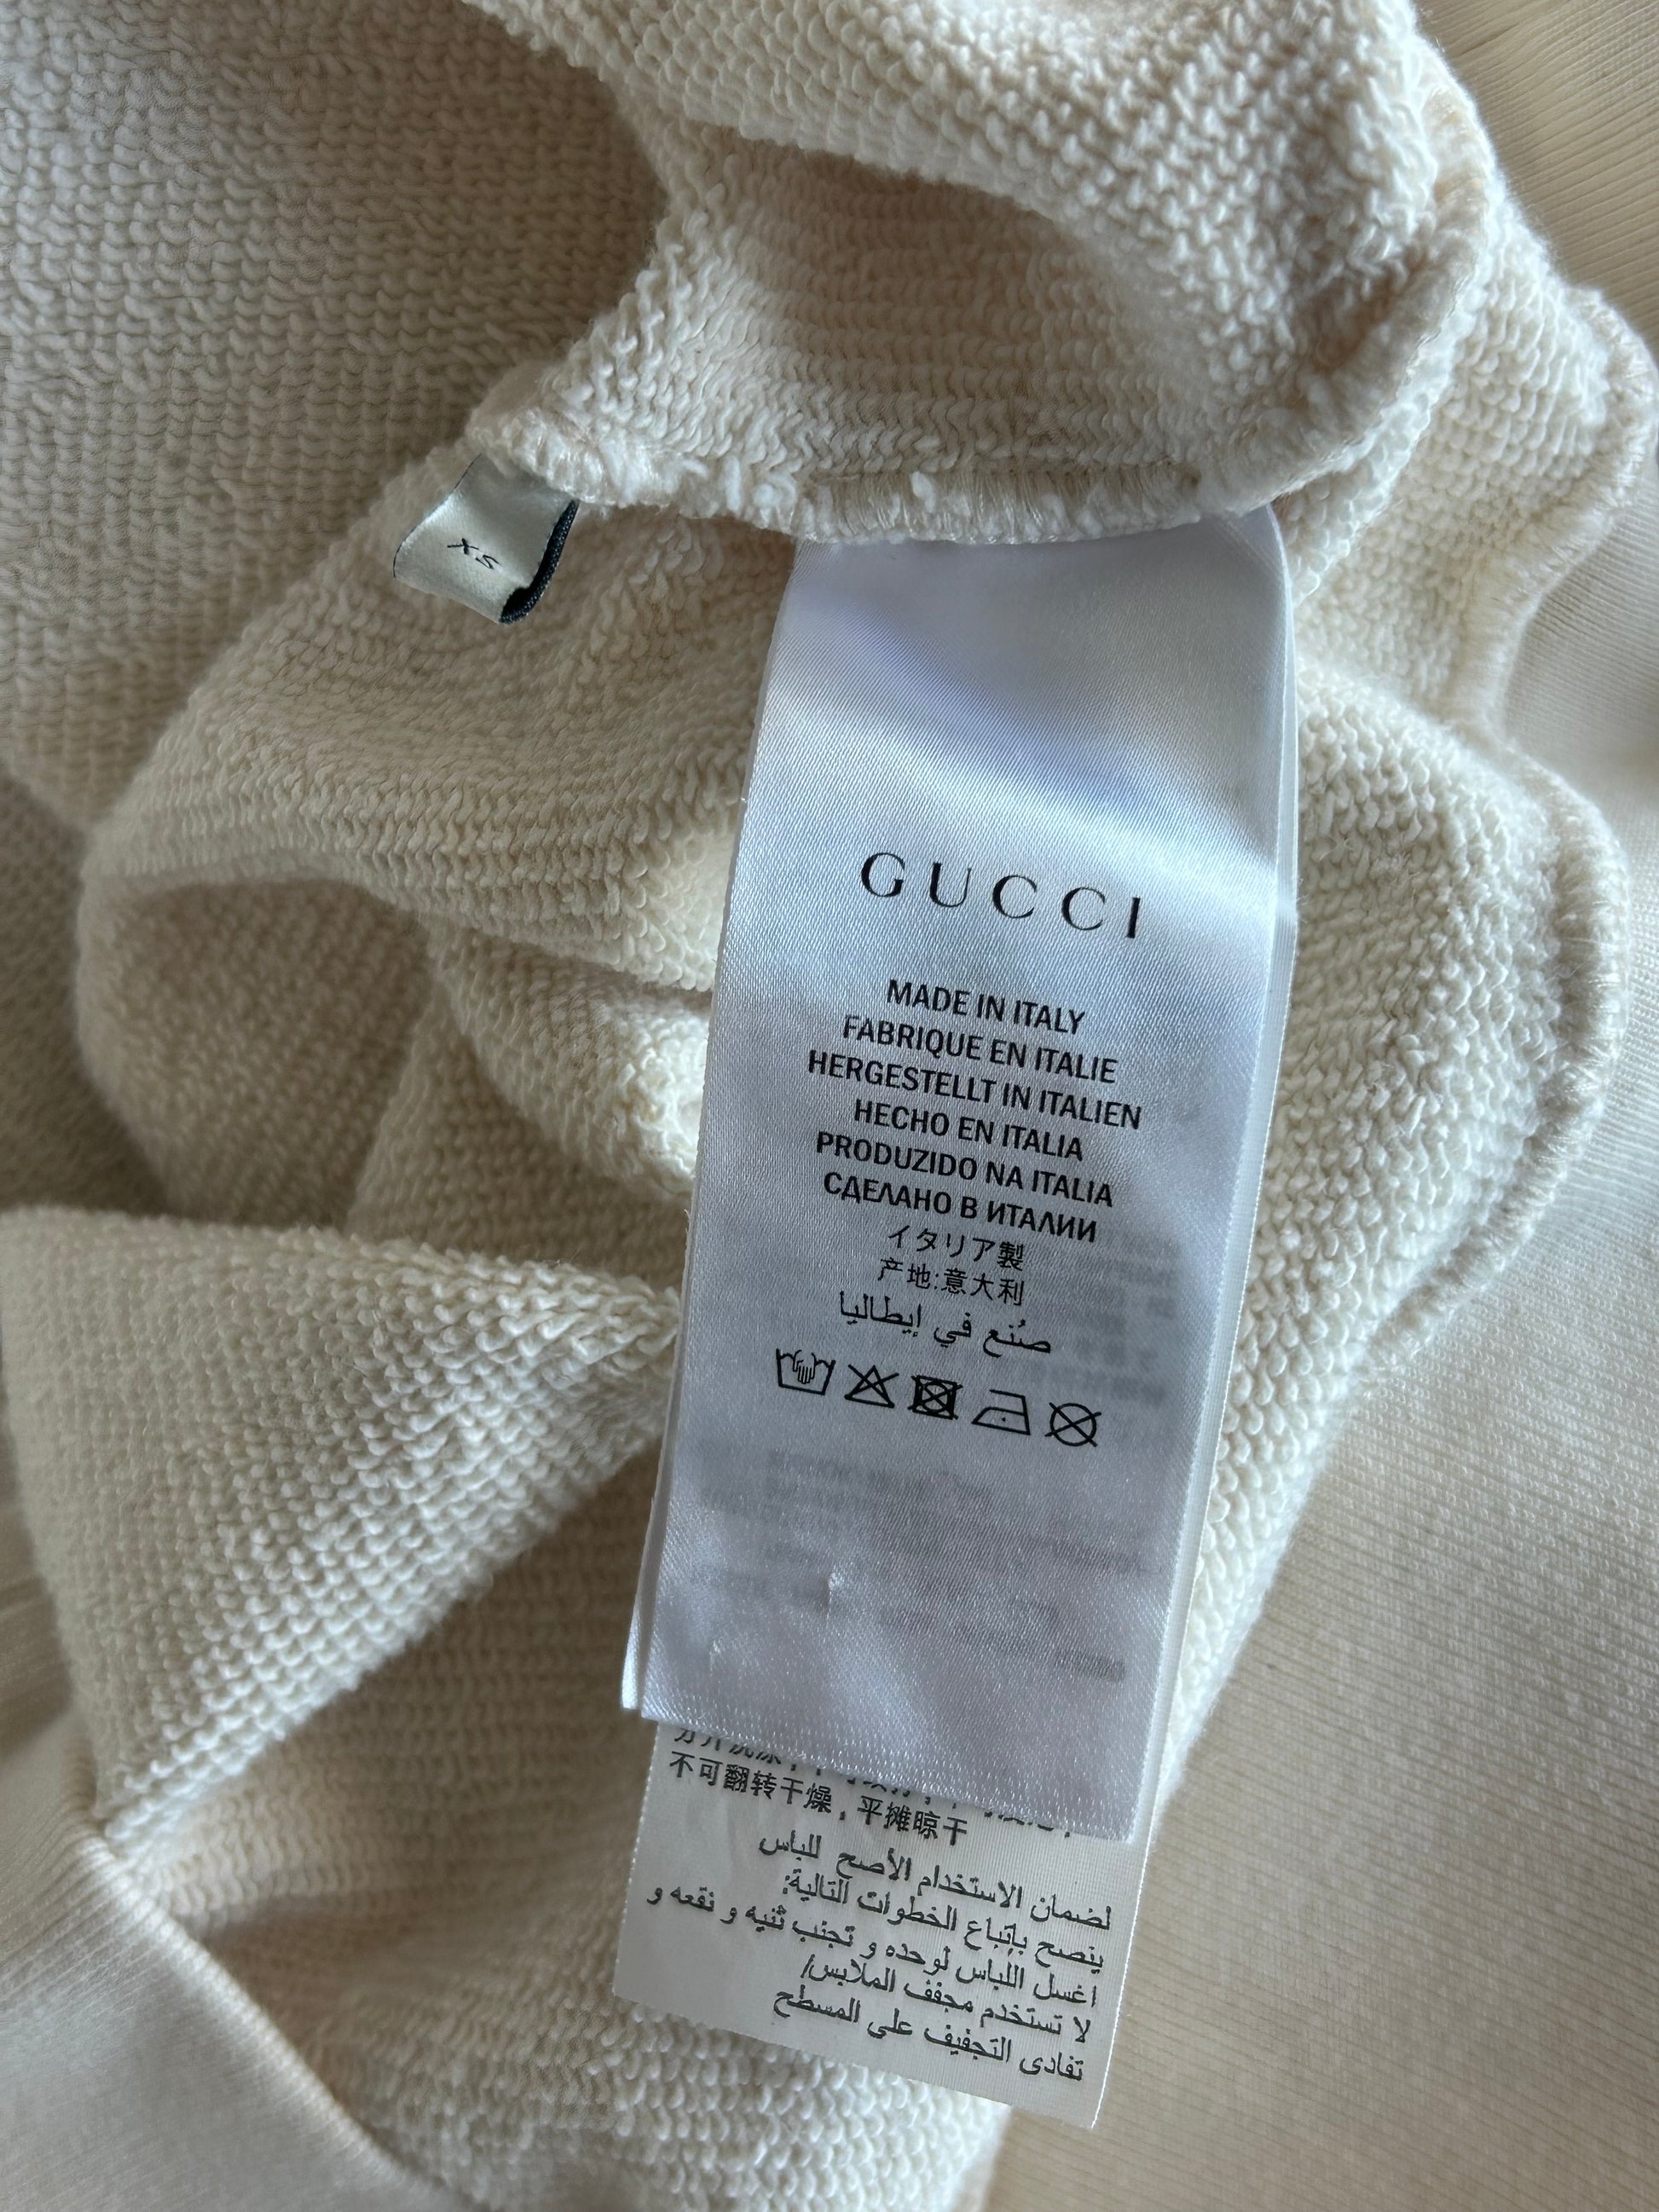 XS
GUCCI
MADE IN ITALY
FABRIQUE EN ITALIE
HERGESTELLT IN ITALIEN
HECHO EN ITALIA
PRODUZIDO NA ITALIA
СДЕЛАНО В ИТАЛИИ
イタリア製
产地:意大利
صُنع في إيطاليا
不可翻转干燥，平摊晾干
لضمان الاستخدام الأصح للباس
ينصح بإتباع الخطوات التالية:
اغسل اللباس لوحده و تجنب ثنيه و نقعه و
لا تستخدم مجفف الملابس/
تفادى التجفيف على المسطح